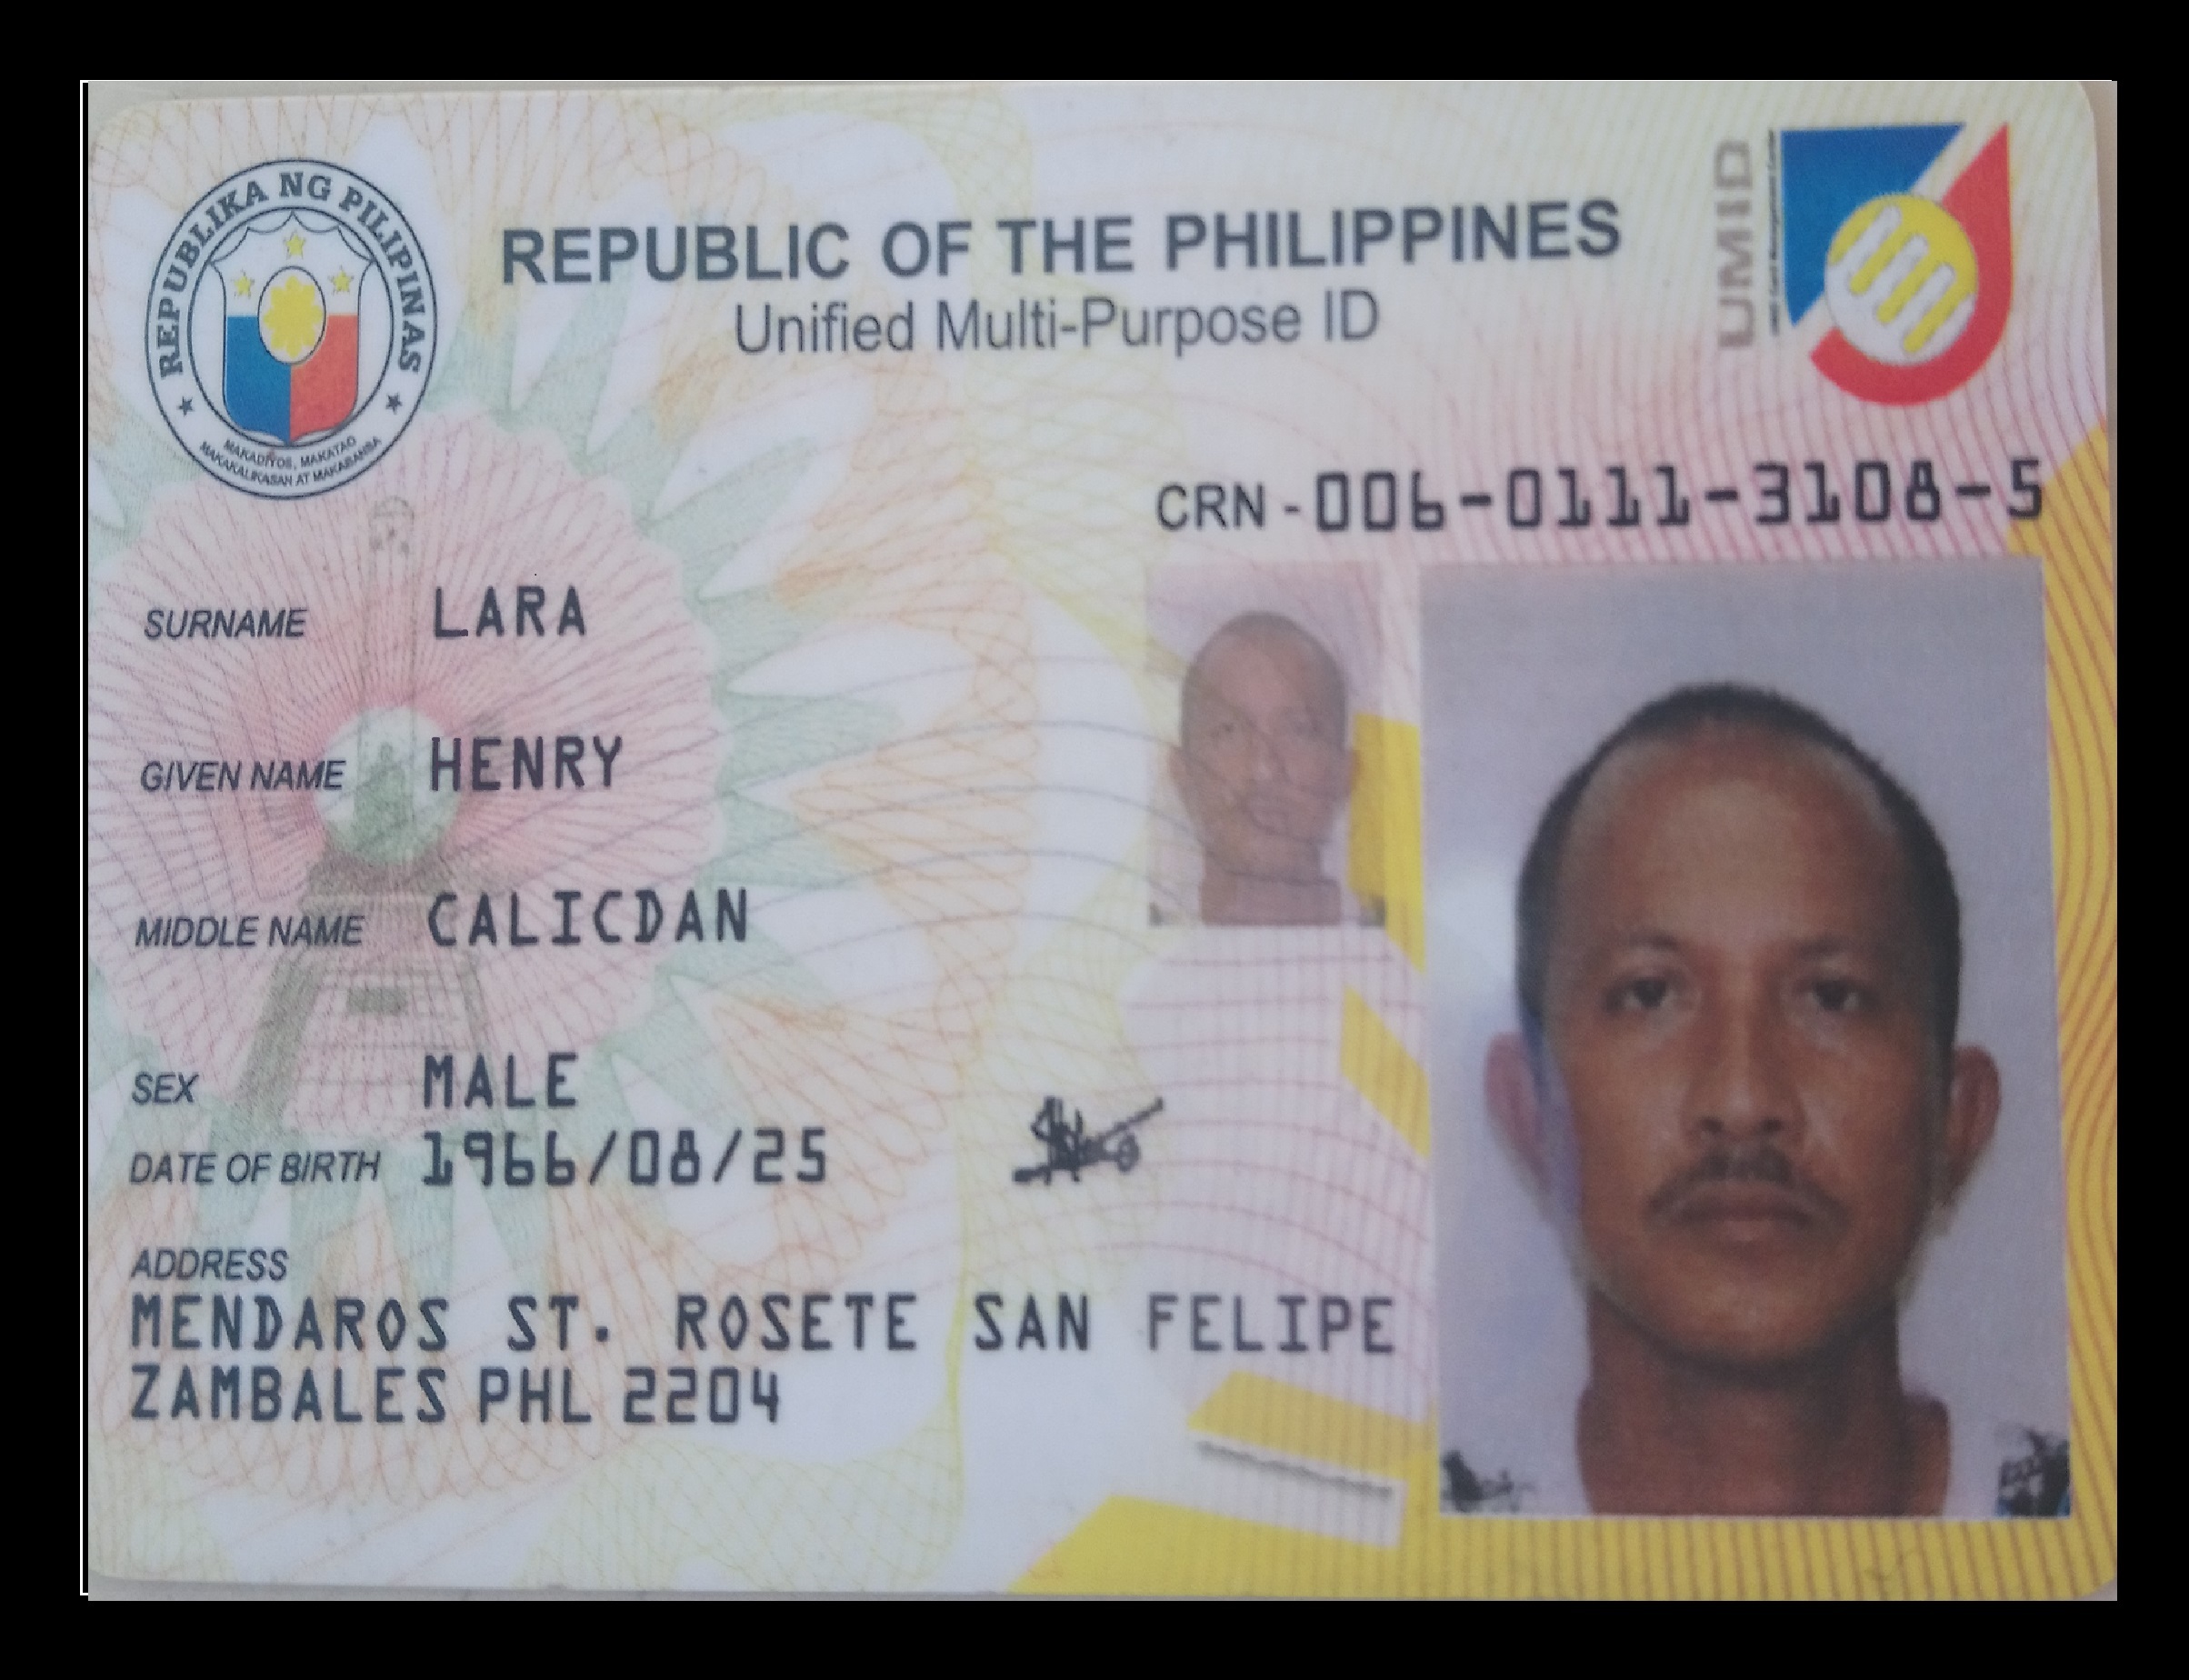 REPUBLIKA NG PILIPINAS
MAKADIYOS, MAKATAO
MAKAKALIKASAN AT MAKABANSA
REPUBLIC OF THE PHILIPPINES
Unified Multi-Purpose ID
UMID
CRN - 006-0111-3108-5
SURNAME LARA
GIVEN NAME HENRY
MIDDLE NAME CALICDAN
SEX MALE
DATE OF BIRTH 1966/08/25
ADDRESS
MENDAROS ST. ROSETE SAN FELIPE
ZAMBALES PHL 2204